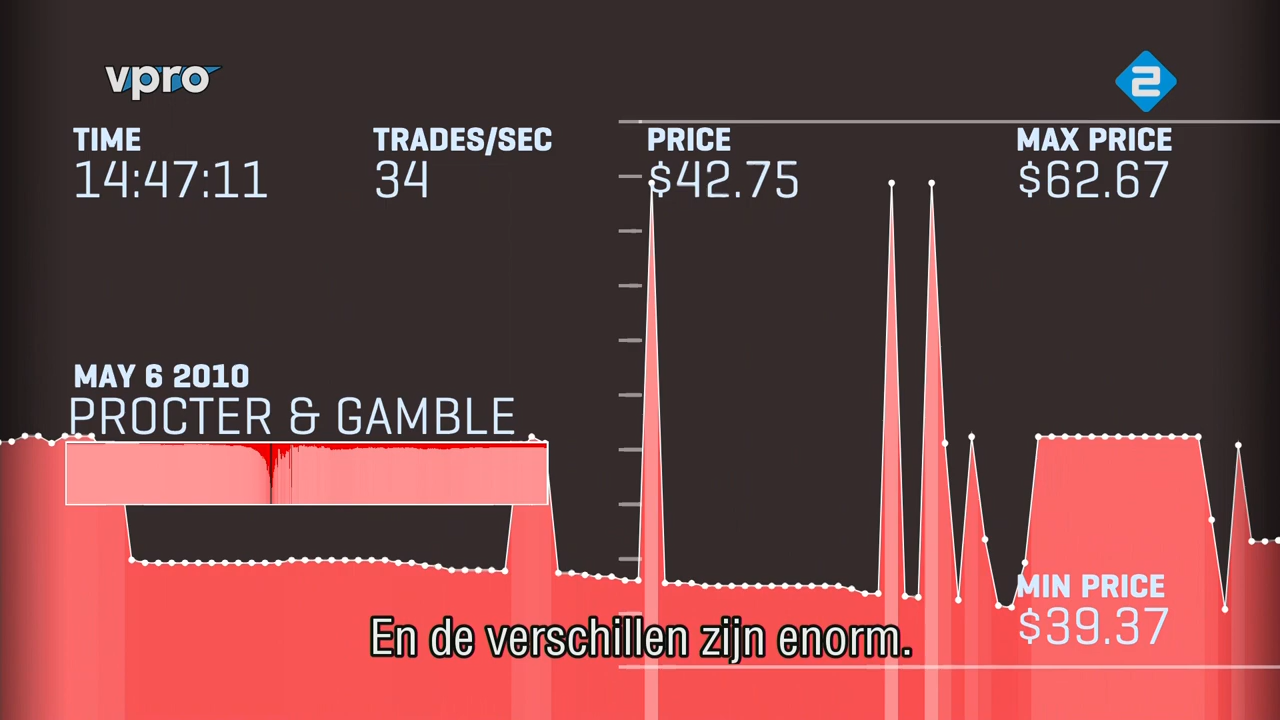 vpro
2
TIME
TRADES/SEC
PRICE
MAX PRICE
14:47:11
34
$42.75
$62.67
MAY 6 2010
PROCTER & GAMBLE
MIN PRICE
$39.37
En de verschillen zijn enorm.